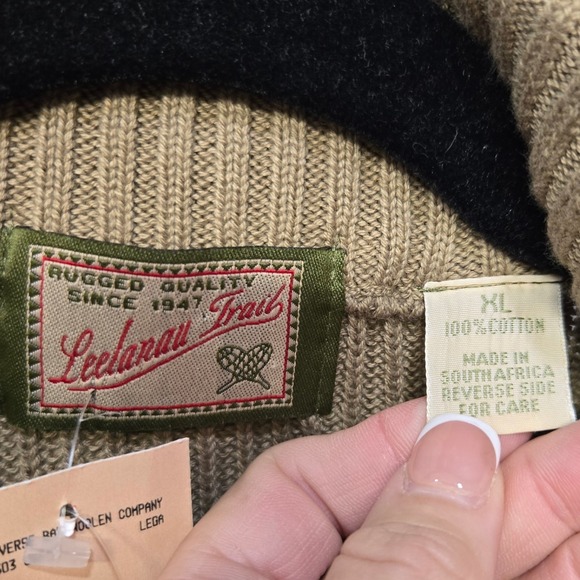 RUGGED QUALITY
SINCE 1947
Leelanau Trail
XL
100% COTTON
MADE IN
SOUTH AFRICA
REVERSE SIDE
FOR CARE
COMPANY
LEGA